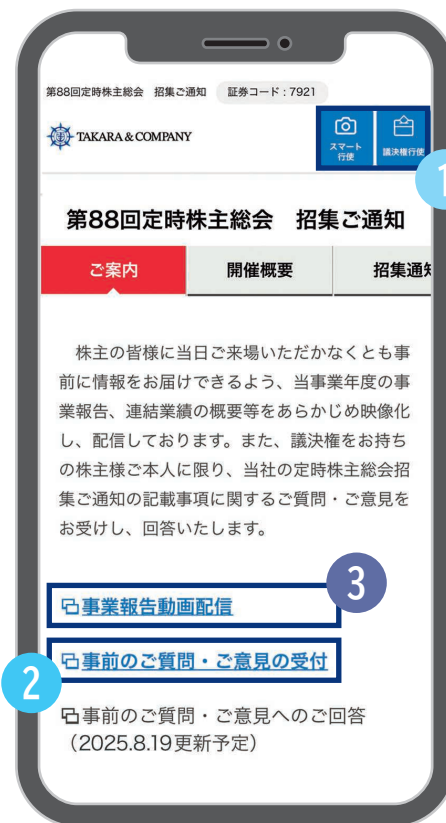 第88回定時株主総会 招集ご通知 証券コード：7921
TAKARA & COMPANY
スマート
行使
議決権行使
1
第88回定時株主総会 招集ご通知
ご案内 開催概要 招集通知
株主の皆様に当日ご来場いただかなくとも事
前に情報をお届けできるよう、当事業年度の事
業報告、連結業績の概要等をあらかじめ映像化
し、配信しております。また、議決権をお持ち
の株主様ご本人に限り、当社の定時株主総会招
集ご通知の記載事項に関するご質問・ご意見を
お受けし、回答いたします。
3
事業報告動画配信
事前のご質問・ご意見の受付
2
事前のご質問・ご意見へのご回答
（2025.8.19更新予定）